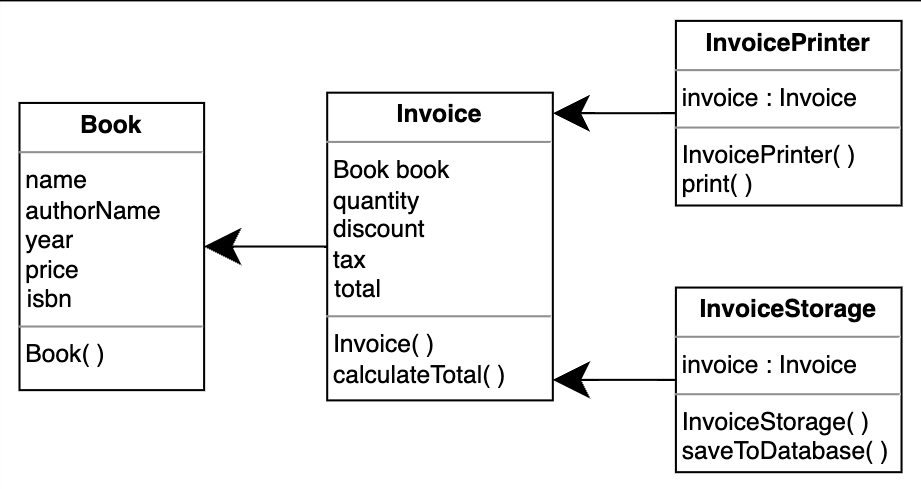 Book
name
authorName
year
price
isbn
Book( )
Invoice
Book book
quantity
discount
tax
total
Invoice( )
calculateTotal( )
InvoicePrinter
invoice : Invoice
InvoicePrinter( )
print( )
InvoiceStorage
invoice : Invoice
InvoiceStorage( )
saveToDatabase( )